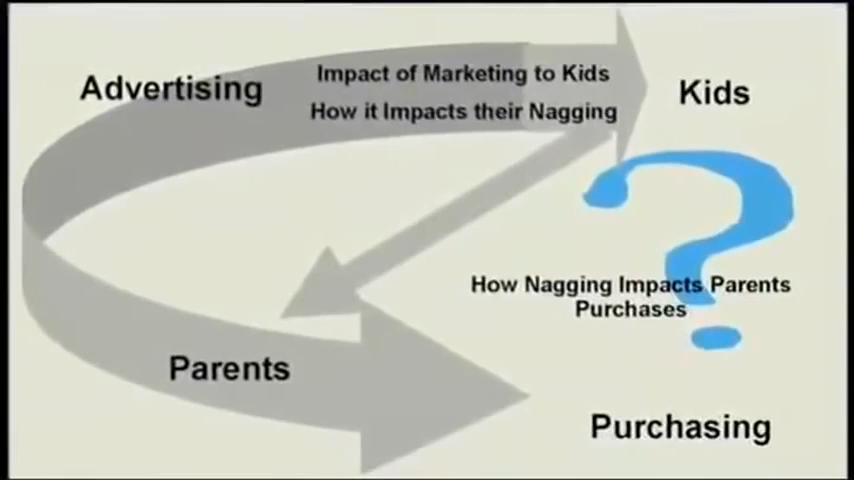 Advertising
Impact of Marketing to Kids
How it Impacts their Nagging
Kids
How Nagging Impacts Parents
Purchases
Parents
Purchasing